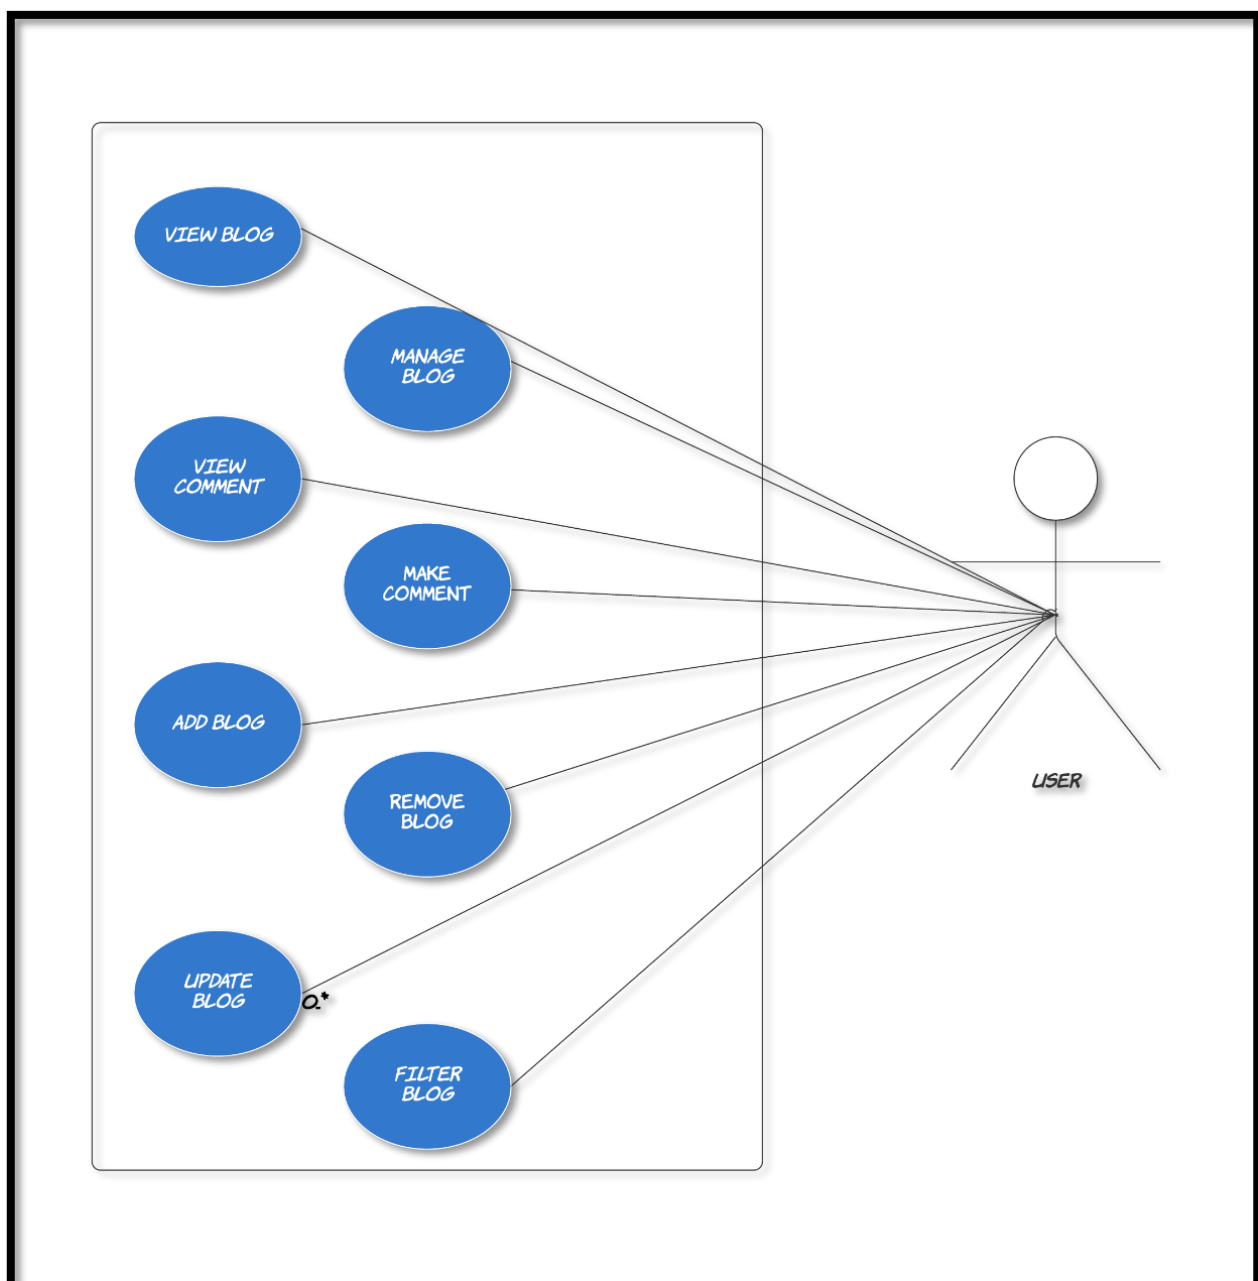 VIEW BLOG
MANAGE
BLOG
VIEW
COMMENT
MAKE
COMMENT
ADD BLOG
REMOVE
BLOG
USER
UPDATE
BLOG
0..*
FILTER
BLOG